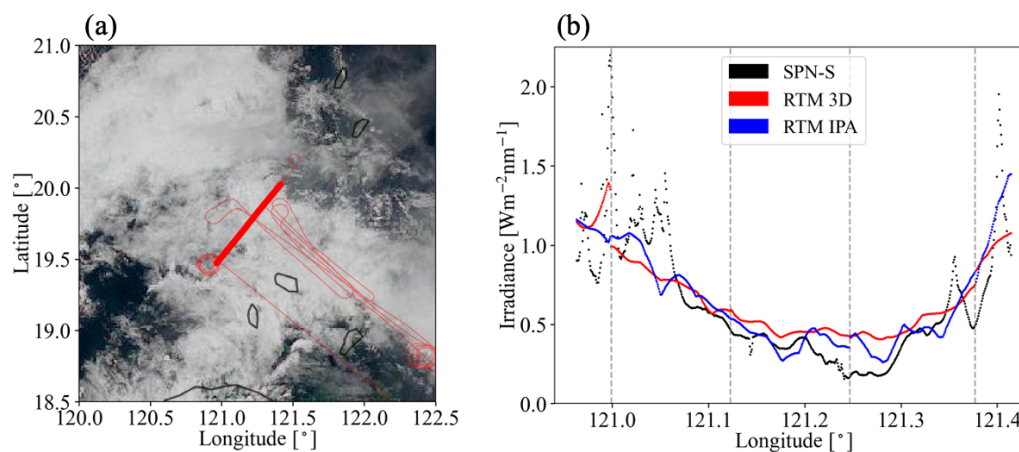 (a)
(b)
21.0
20.5
20.0
19.5
19.0
18.5
Latitude [°]
120.0 120.5 121.0 121.5 122.0 122.5
Longitude [°]
2.0
1.5
1.0
0.5
0.0
Irradiance [Wm⁻²nm⁻¹]
SPN-S
RTM 3D
RTM IPA
121.0 121.1 121.2 121.3 121.4
Longitude [°]